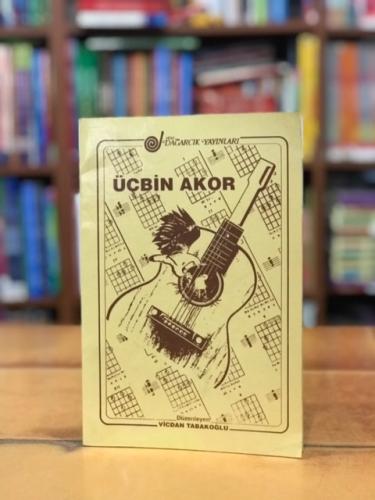 DAĞARCIK YAYINLARI
ÜÇBİN AKOR
Düzenleyen:
VİCDAN TABAKOĞLU